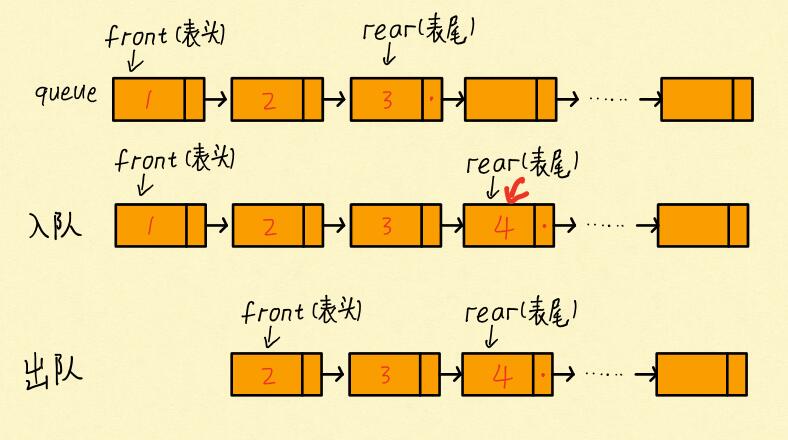 front(表头) rear(表尾)
queue 1 2 3 ......
front(表头) rear(表尾)
入队 1 2 3 4 ......
front(表头) rear(表尾)
出队 2 3 4 ......